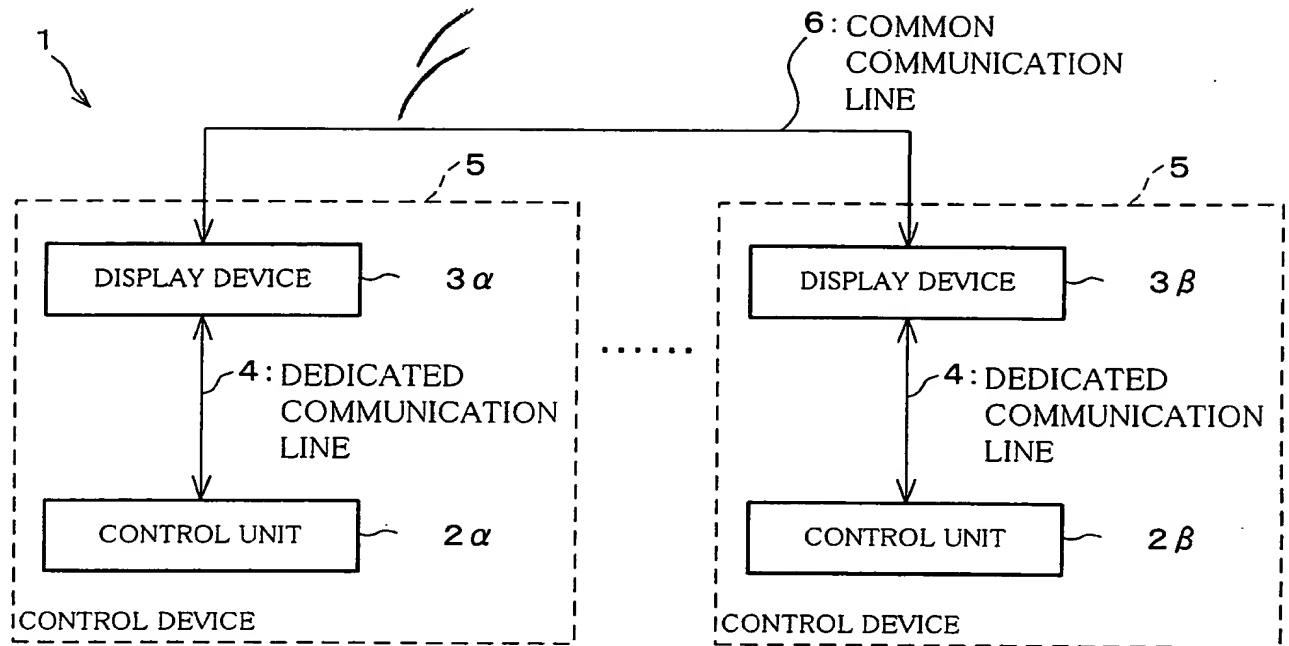 1
6: COMMON
COMMUNICATION
LINE
5
5
DISPLAY DEVICE
3α
DISPLAY DEVICE
3β
4: DEDICATED
COMMUNICATION
LINE
......
4: DEDICATED
COMMUNICATION
LINE
CONTROL UNIT
2α
CONTROL UNIT
2β
CONTROL DEVICE
CONTROL DEVICE